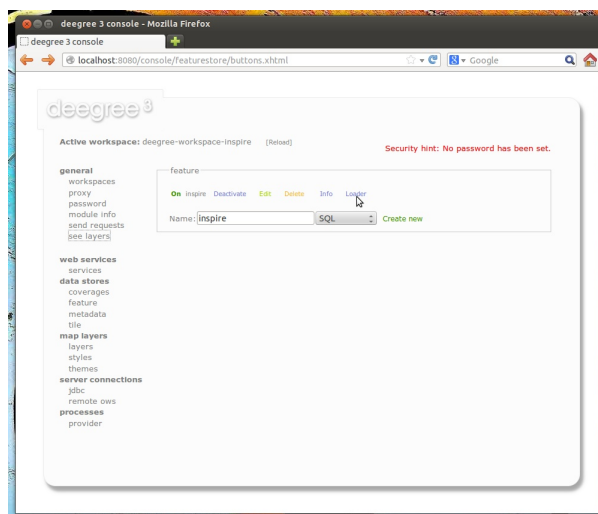 deegree 3 console - Mozilla Firefox
deegree 3 console
localhost:8080/console/featurestore/buttons.xhtml
Google
deegree 3
Active workspace: deegree-workspace-inspire [Reload]
Security hint: No password has been set.
general
workspaces
proxy
password
module info
send requests
see layers
web services
services
data stores
coverages
feature
metadata
tile
map layers
layers
styles
themes
server connections
jdbc
remote ows
processes
provider
feature
On inspire Deactivate Edit Delete Info Loader
Name: inspire SQL Create new